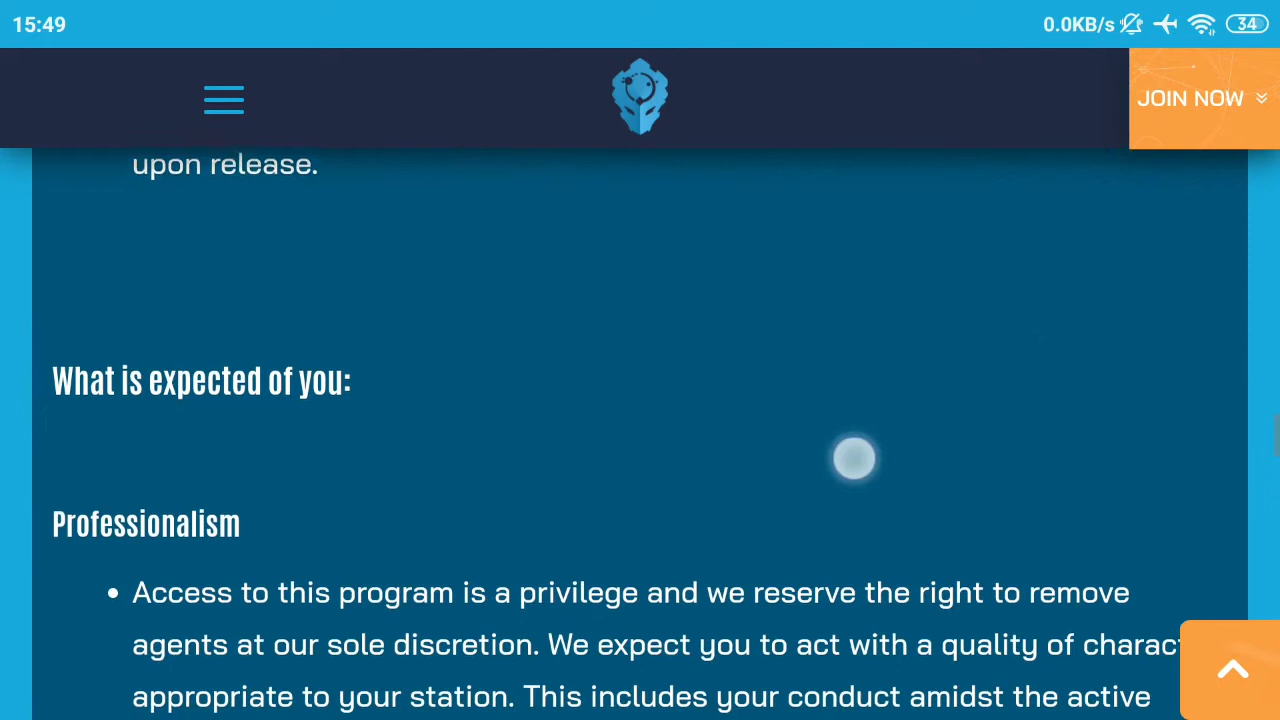 15:49
0.0KB/s
34
JOIN NOW
upon release.
What is expected of you:
Professionalism
• Access to this program is a privilege and we reserve the right to remove
agents at our sole discretion. We expect you to act with a quality of charact
appropriate to your station. This includes your conduct amidst the active